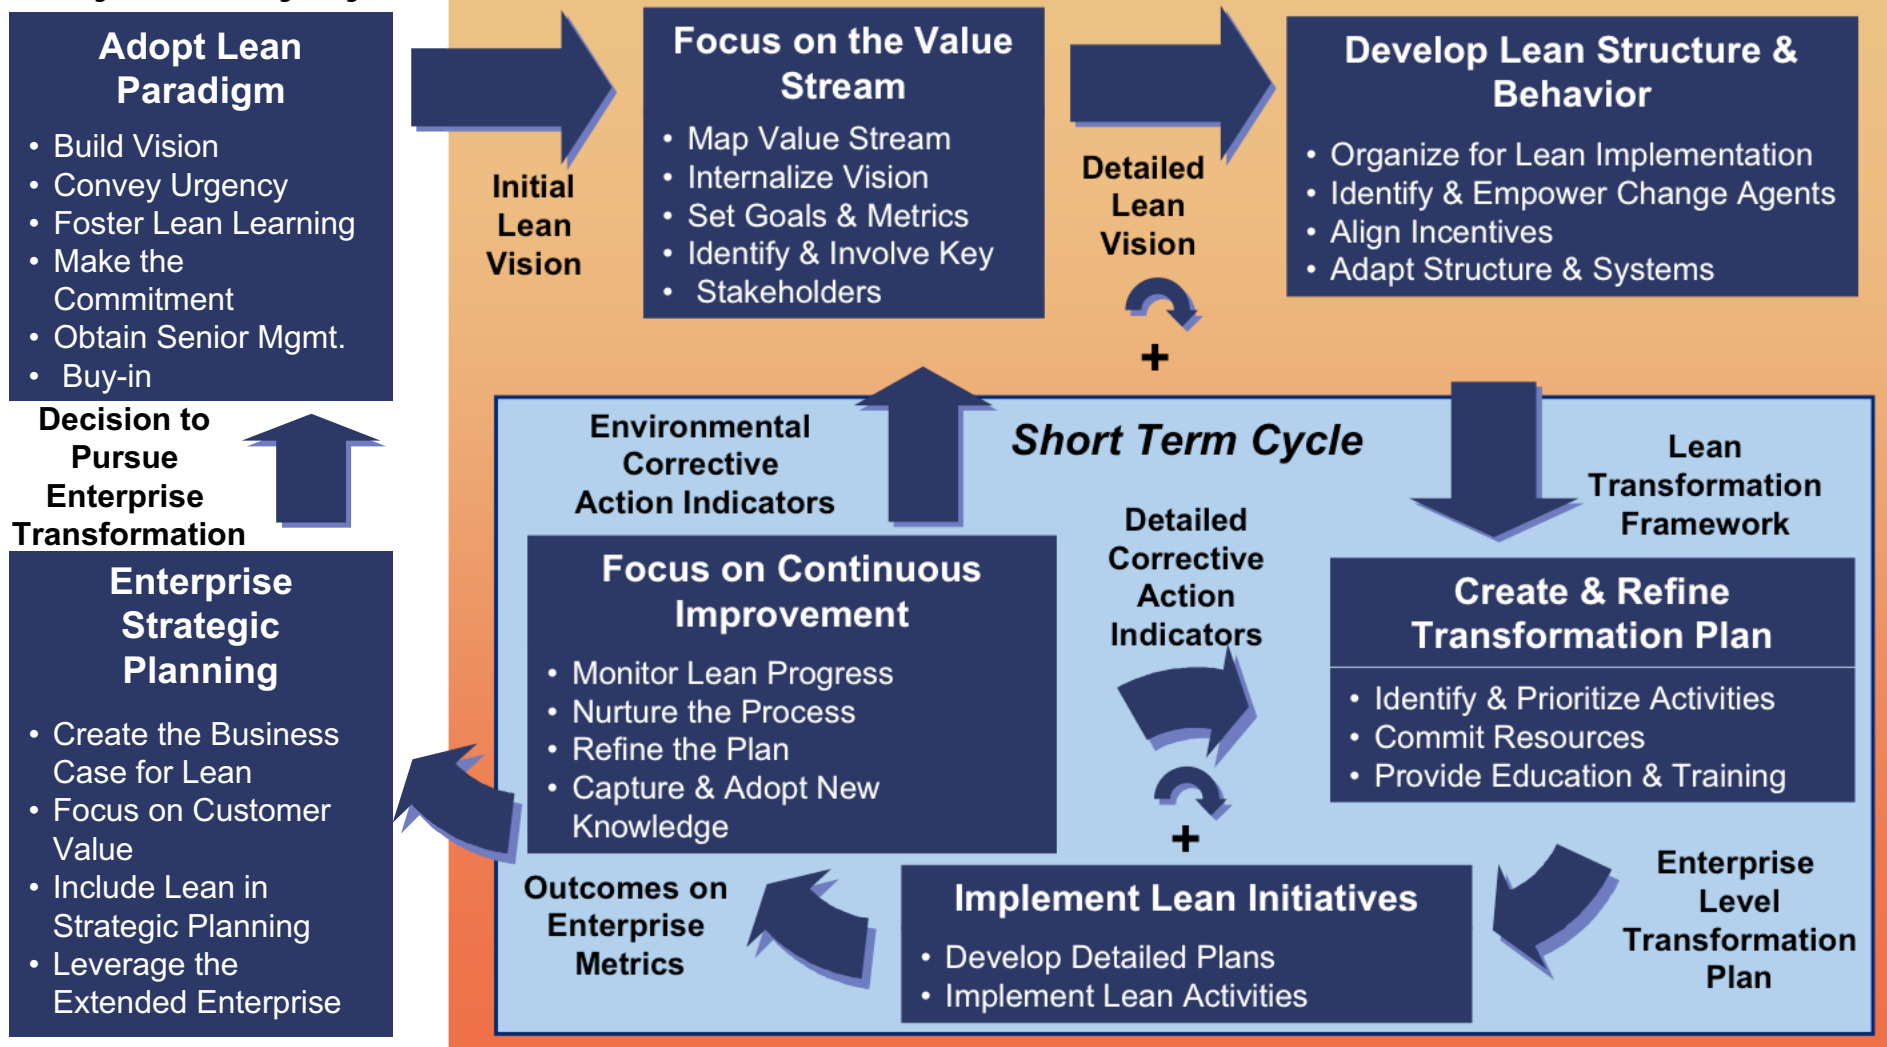 Adopt Lean
Paradigm
• Build Vision
• Convey Urgency
• Foster Lean Learning
• Make the
Commitment
• Obtain Senior Mgmt.
• Buy-in
Decision to
Pursue
Enterprise
Transformation
Enterprise
Strategic
Planning
• Create the Business
Case for Lean
• Focus on Customer
Value
• Include Lean in
Strategic Planning
• Leverage the
Extended Enterprise
Initial
Lean
Vision
Focus on the Value
Stream
• Map Value Stream
• Internalize Vision
• Set Goals & Metrics
• Identify & Involve Key
• Stakeholders
Detailed
Lean
Vision
+
Develop Lean Structure &
Behavior
• Organize for Lean Implementation
• Identify & Empower Change Agents
• Align Incentives
• Adapt Structure & Systems
Short Term Cycle
Environmental
Corrective
Action Indicators
Lean
Transformation
Framework
Focus on Continuous
Improvement
• Monitor Lean Progress
• Nurture the Process
• Refine the Plan
• Capture & Adopt New
Knowledge
Detailed
Corrective
Action
Indicators
+
Create & Refine
Transformation Plan
• Identify & Prioritize Activities
• Commit Resources
• Provide Education & Training
Outcomes on
Enterprise
Metrics
Implement Lean Initiatives
• Develop Detailed Plans
• Implement Lean Activities
Enterprise
Level
Transformation
Plan